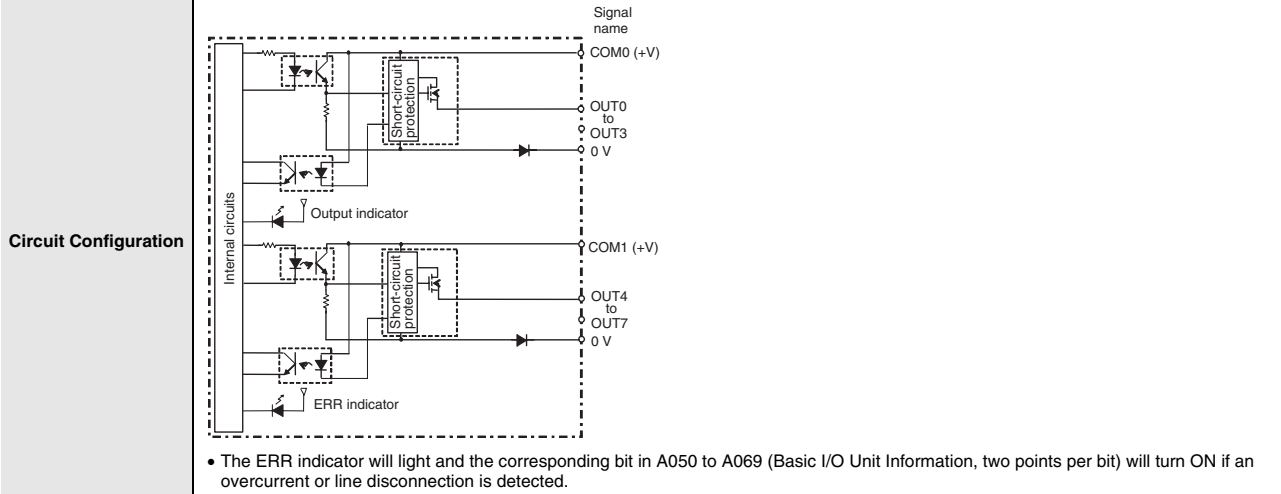 Signal
name
COM0 (+V)
Short-circuit
protection
OUT0
to
OUT3
0 V
Output indicator
Internal circuits
Circuit Configuration
COM1 (+V)
Short-circuit
protection
OUT4
to
OUT7
0 V
ERR indicator
• The ERR indicator will light and the corresponding bit in A050 to A069 (Basic I/O Unit Information, two points per bit) will turn ON if an
overcurrent or line disconnection is detected.